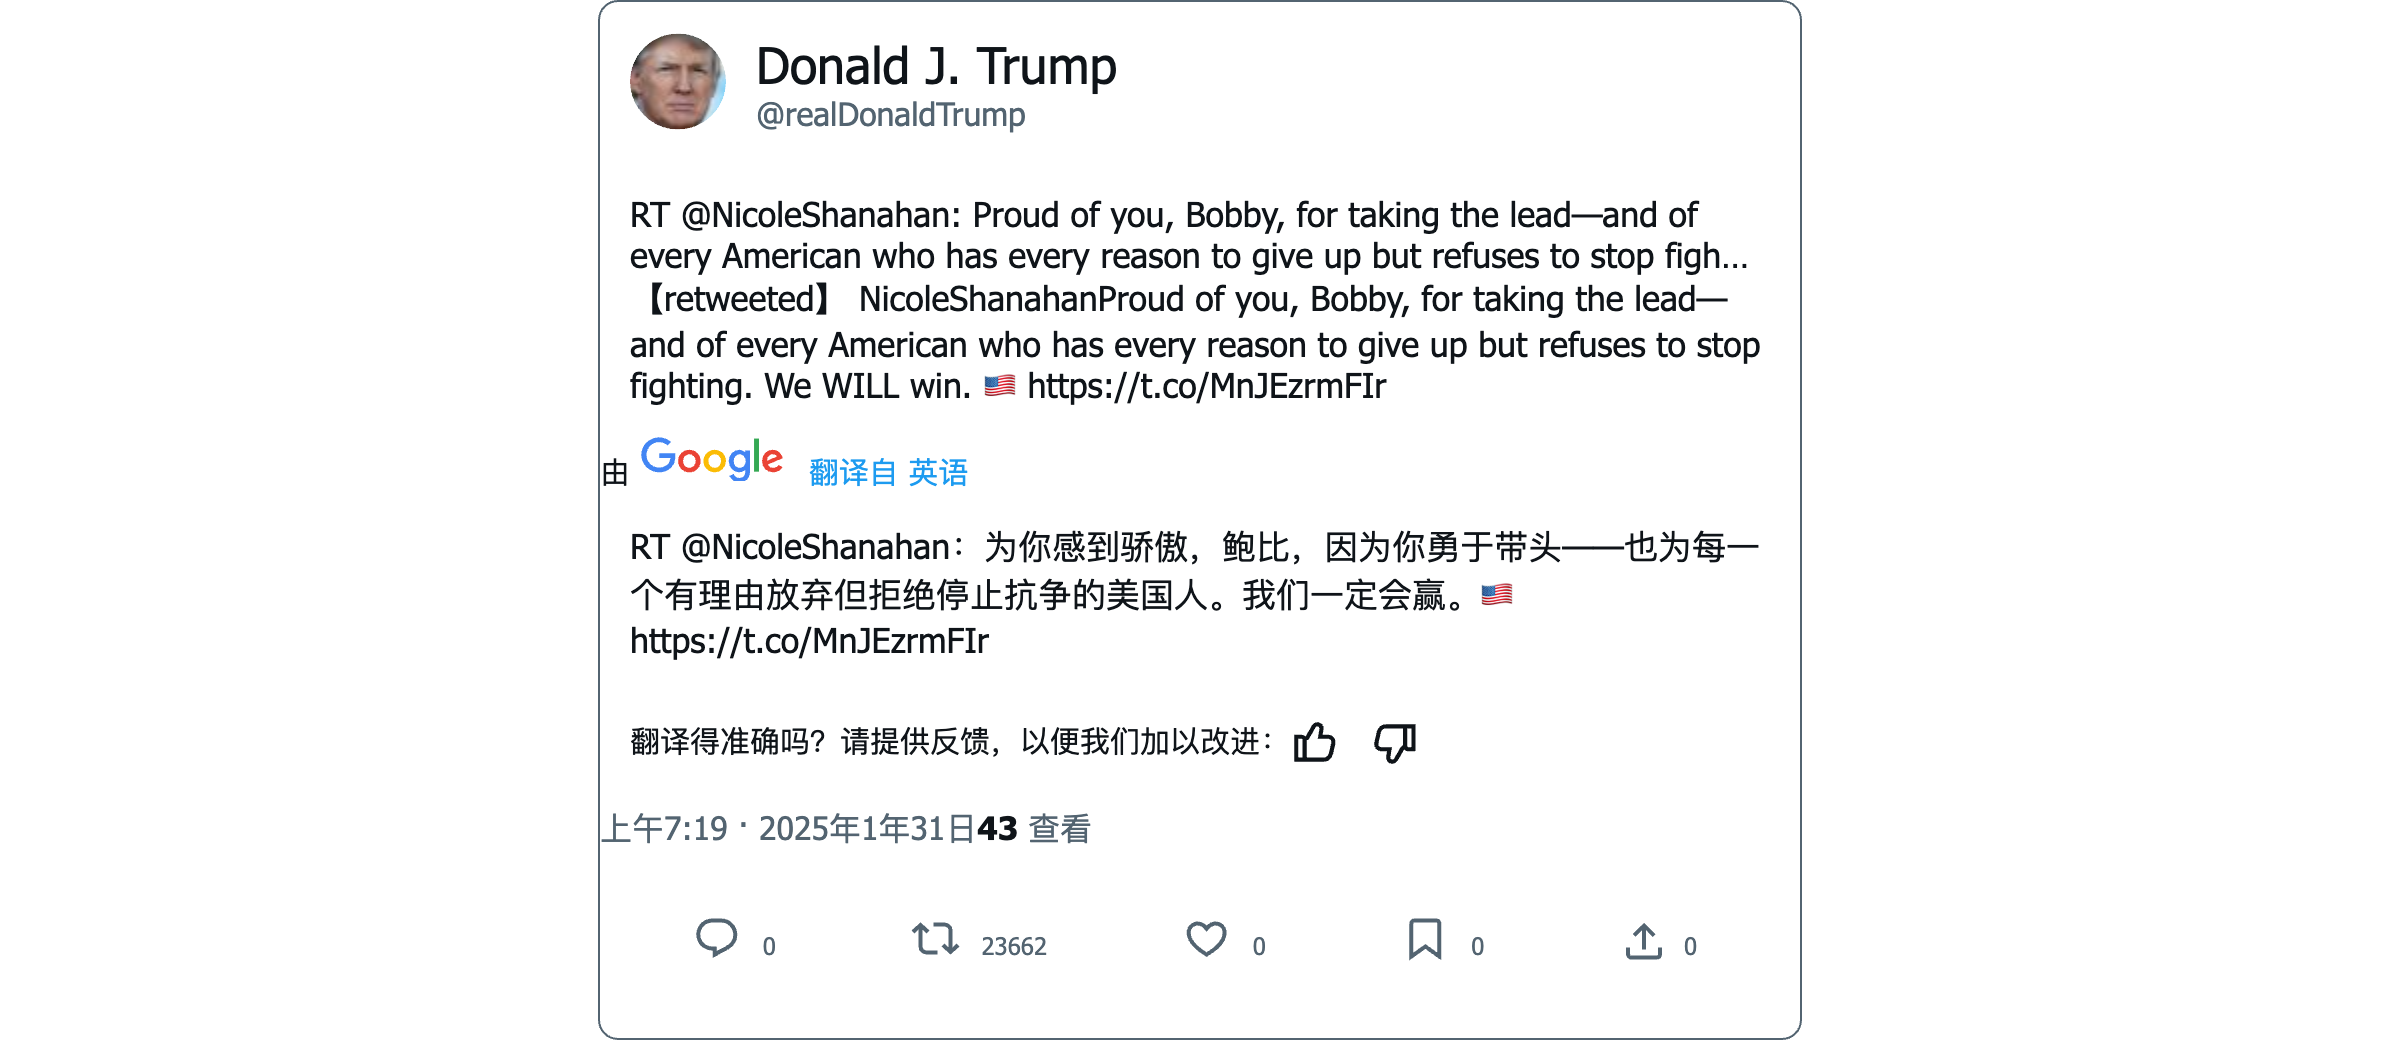 Donald J. Trump
@realDonaldTrump
RT @NicoleShanahan: Proud of you, Bobby, for taking the lead—and of
every American who has every reason to give up but refuses to stop figh…
【retweeted】 NicoleShanahanProud of you, Bobby, for taking the lead—
and of every American who has every reason to give up but refuses to stop
fighting. We WILL win. 🇺🇸 https://t.co/MnJEzrmFIr
由 Google 翻译自 英语
RT @NicoleShanahan：为你感到骄傲，鲍比，因为你勇于带头——也为每一
个有理由放弃但拒绝停止抗争的美国人。我们一定会赢。🇺🇸
https://t.co/MnJEzrmFIr
翻译得准确吗？请提供反馈，以便我们加以改进：
上午7:19 · 2025年1年31日43 查看
0 23662 0 0 0